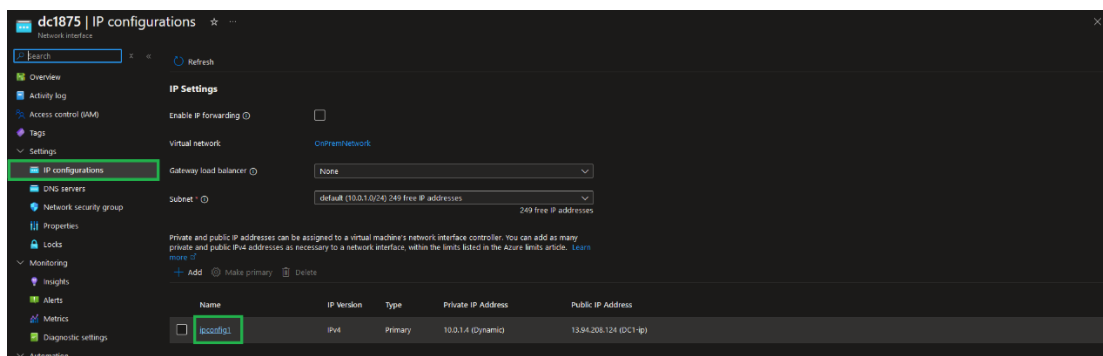 dc1875 | IP configurations
Network interface
Search
Overview
Activity log
Access control (IAM)
Tags
Settings
IP configurations
DNS servers
Network security group
Properties
Locks
Monitoring
Insights
Alerts
Metrics
Diagnostic settings
Automation
Refresh
IP Settings
Enable IP forwarding
Virtual network
OnPremNetwork
Gateway load balancer
None
Subnet *
default (10.0.1.0/24) 249 free IP addresses
249 free IP addresses
Private and public IP addresses can be assigned to a virtual machine's network interface controller. You can add as many
private and public IPv4 addresses as necessary to a network interface, within the limits listed in the Azure limits article. Learn
more
Add Make primary Delete
Name IP Version Type Private IP Address Public IP Address
ipconfig1 IPv4 Primary 10.0.1.4 (Dynamic) 13.94.208.124 (DC1-ip)